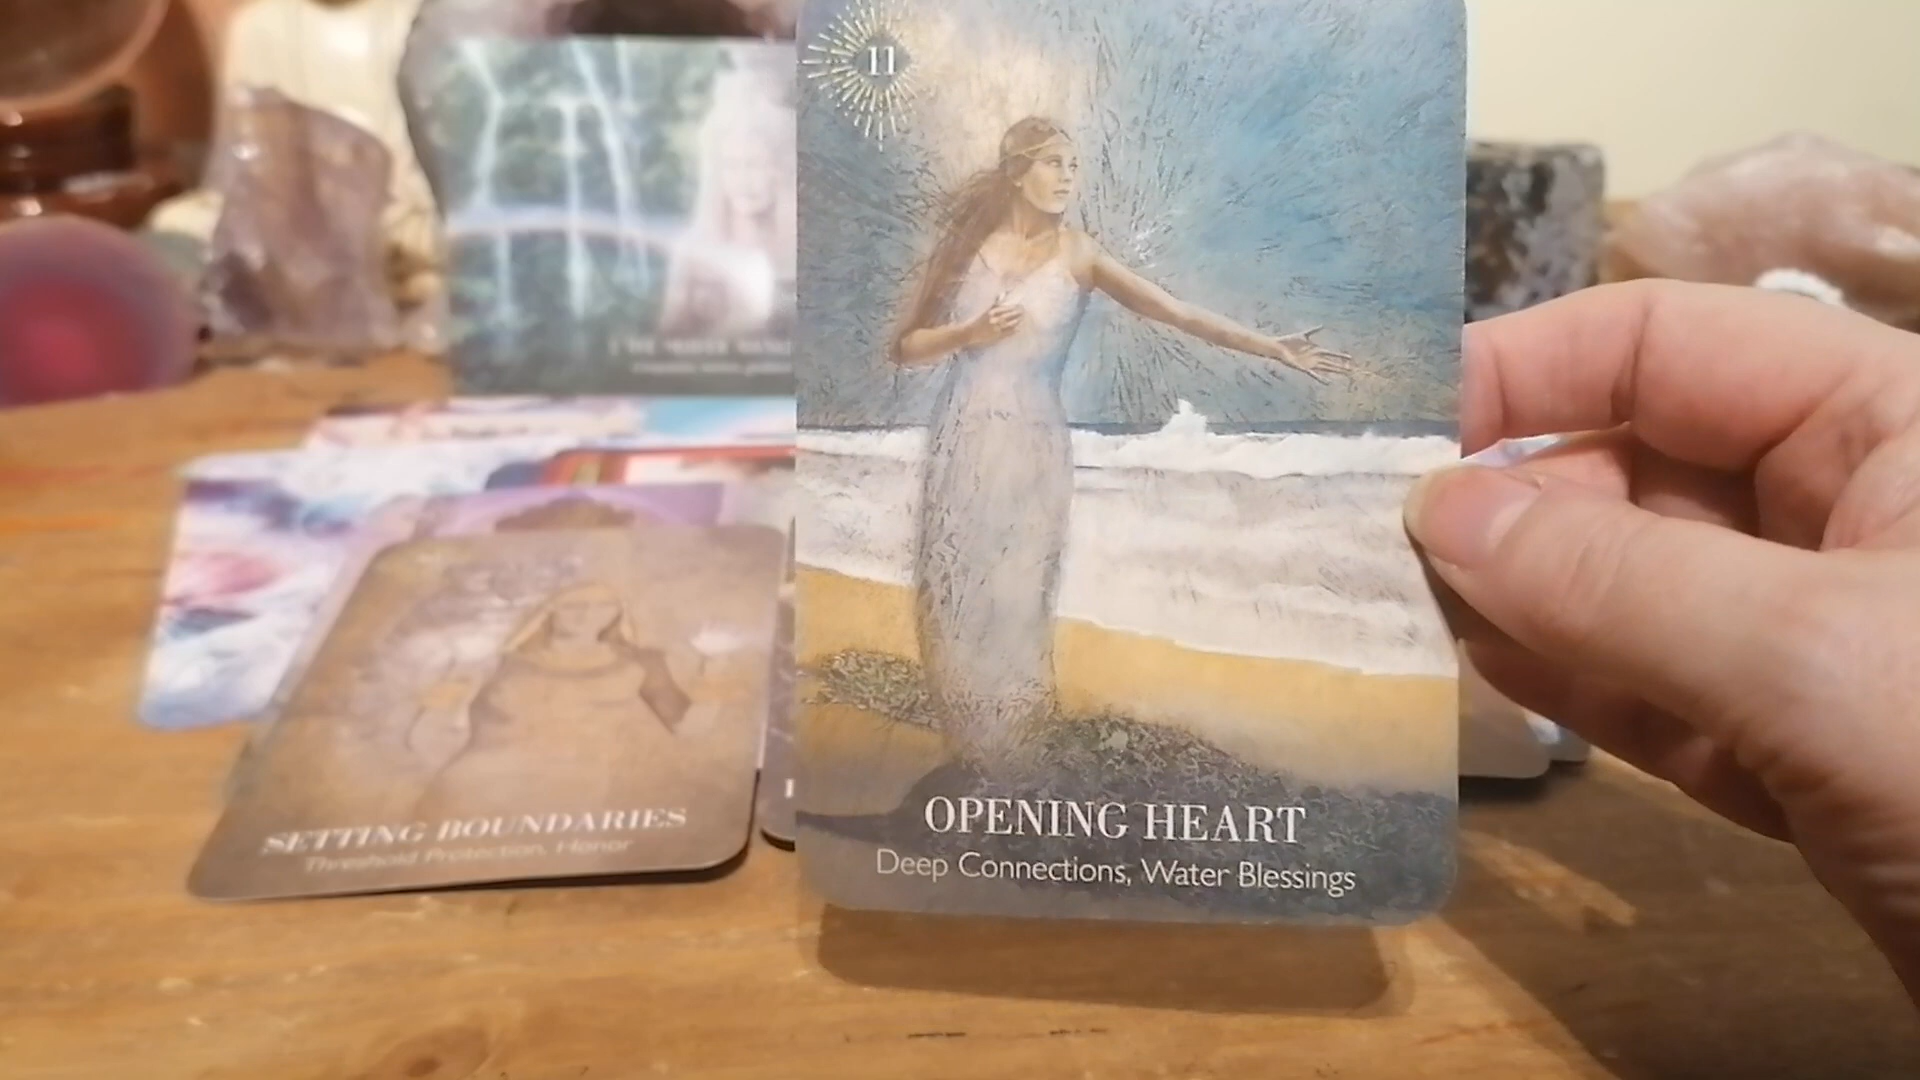 11
OPENING HEART
Deep Connections, Water Blessings
SETTING BOUNDARIES
Threshold Protection, Honor